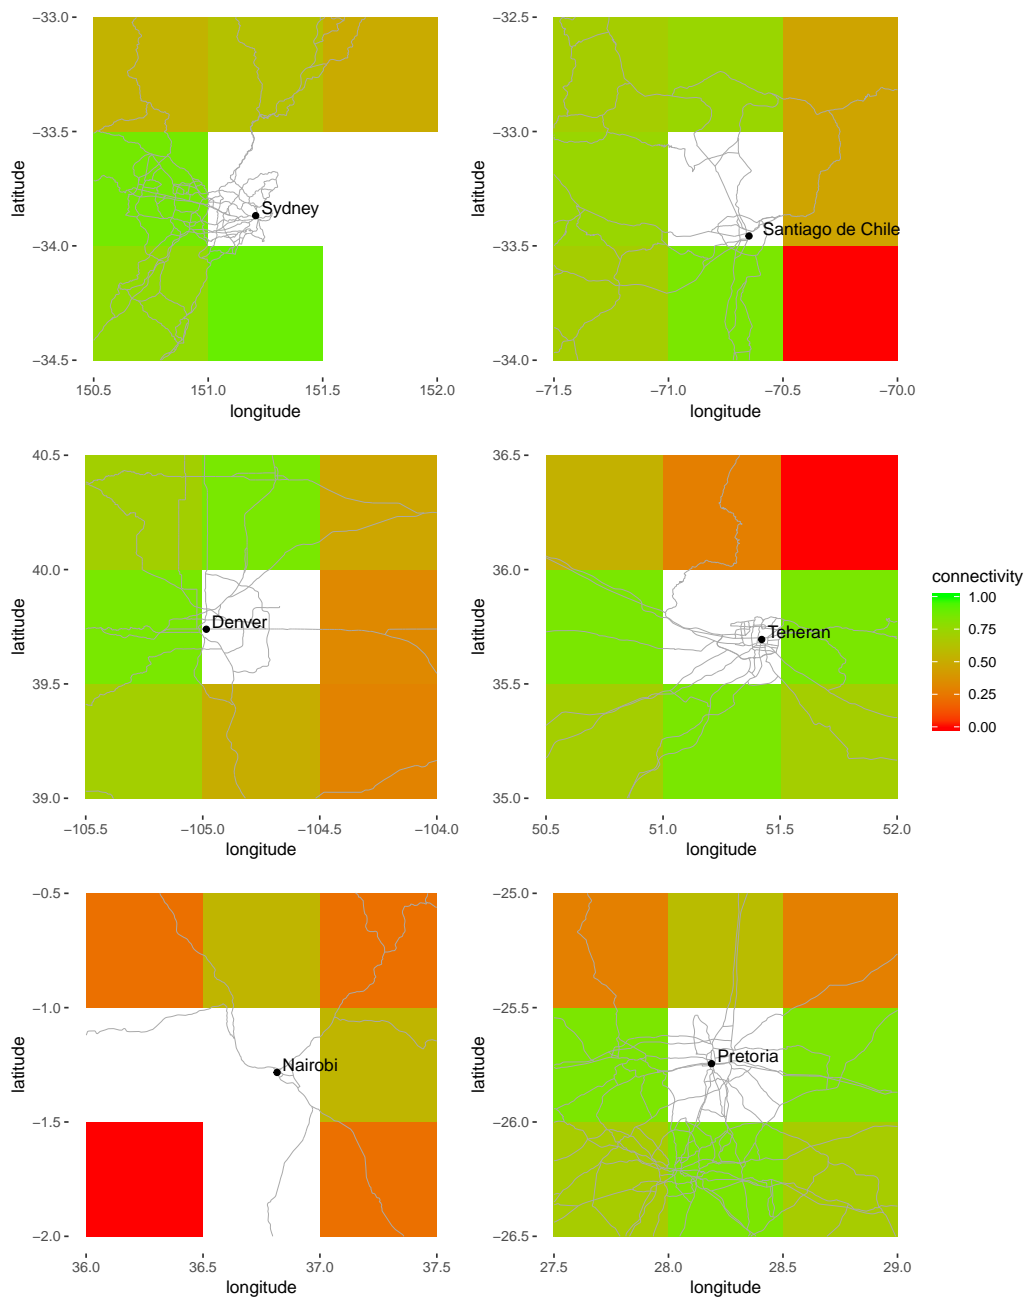 −33.0
−33.5
−34.0
−34.5
latitude
Sydney
150.5 151.0 151.5 152.0
longitude
−32.5
−33.0
−33.5
−34.0
latitude
Santiago de Chile
−71.5 −71.0 −70.5 −70.0
longitude
40.5
40.0
39.5
39.0
latitude
Denver
−105.5 −105.0 −104.5 −104.0
longitude
36.5
36.0
35.5
35.0
latitude
Teheran
50.5 51.0 51.5 52.0
longitude
connectivity
1.00
0.75
0.50
0.25
0.00
−0.5
−1.0
−1.5
−2.0
latitude
Nairobi
36.0 36.5 37.0 37.5
longitude
−25.0
−25.5
−26.0
−26.5
latitude
Pretoria
27.5 28.0 28.5 29.0
longitude